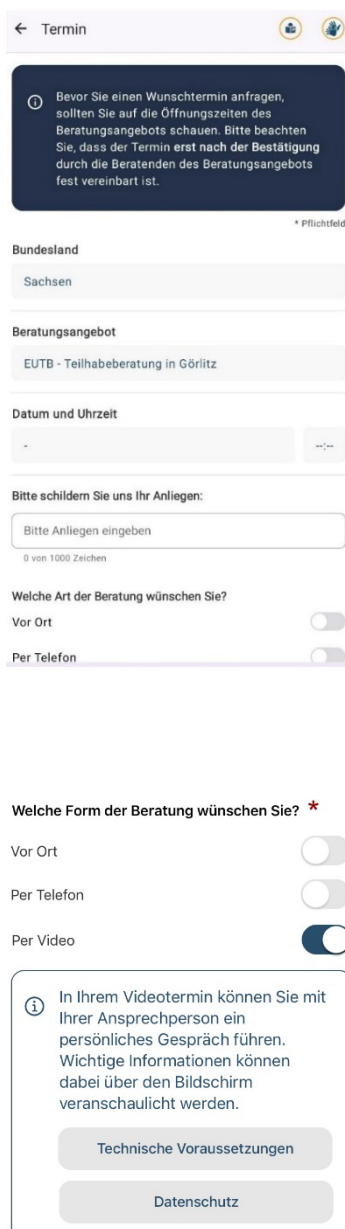 Termin
Bevor Sie einen Wunschtermin anfragen,
sollten Sie auf die Öffnungszeiten des
Beratungsangebots schauen. Bitte beachten
Sie, dass der Termin erst nach der Bestätigung
durch die Beratenden des Beratungsangebots
fest vereinbart ist.
* Pflichtfeld
Bundesland
Sachsen
Beratungsangebot
EUTB - Teilhabeberatung in Görlitz
Datum und Uhrzeit
- --:--
Bitte schildern Sie uns Ihr Anliegen:
Bitte Anliegen eingeben
0 von 1000 Zeichen
Welche Art der Beratung wünschen Sie?
Vor Ort
Per Telefon
Welche Form der Beratung wünschen Sie? *
Vor Ort
Per Telefon
Per Video
In Ihrem Videotermin können Sie mit
Ihrer Ansprechperson ein
persönliches Gespräch führen.
Wichtige Informationen können
dabei über den Bildschirm
veranschaulicht werden.
Technische Voraussetzungen
Datenschutz